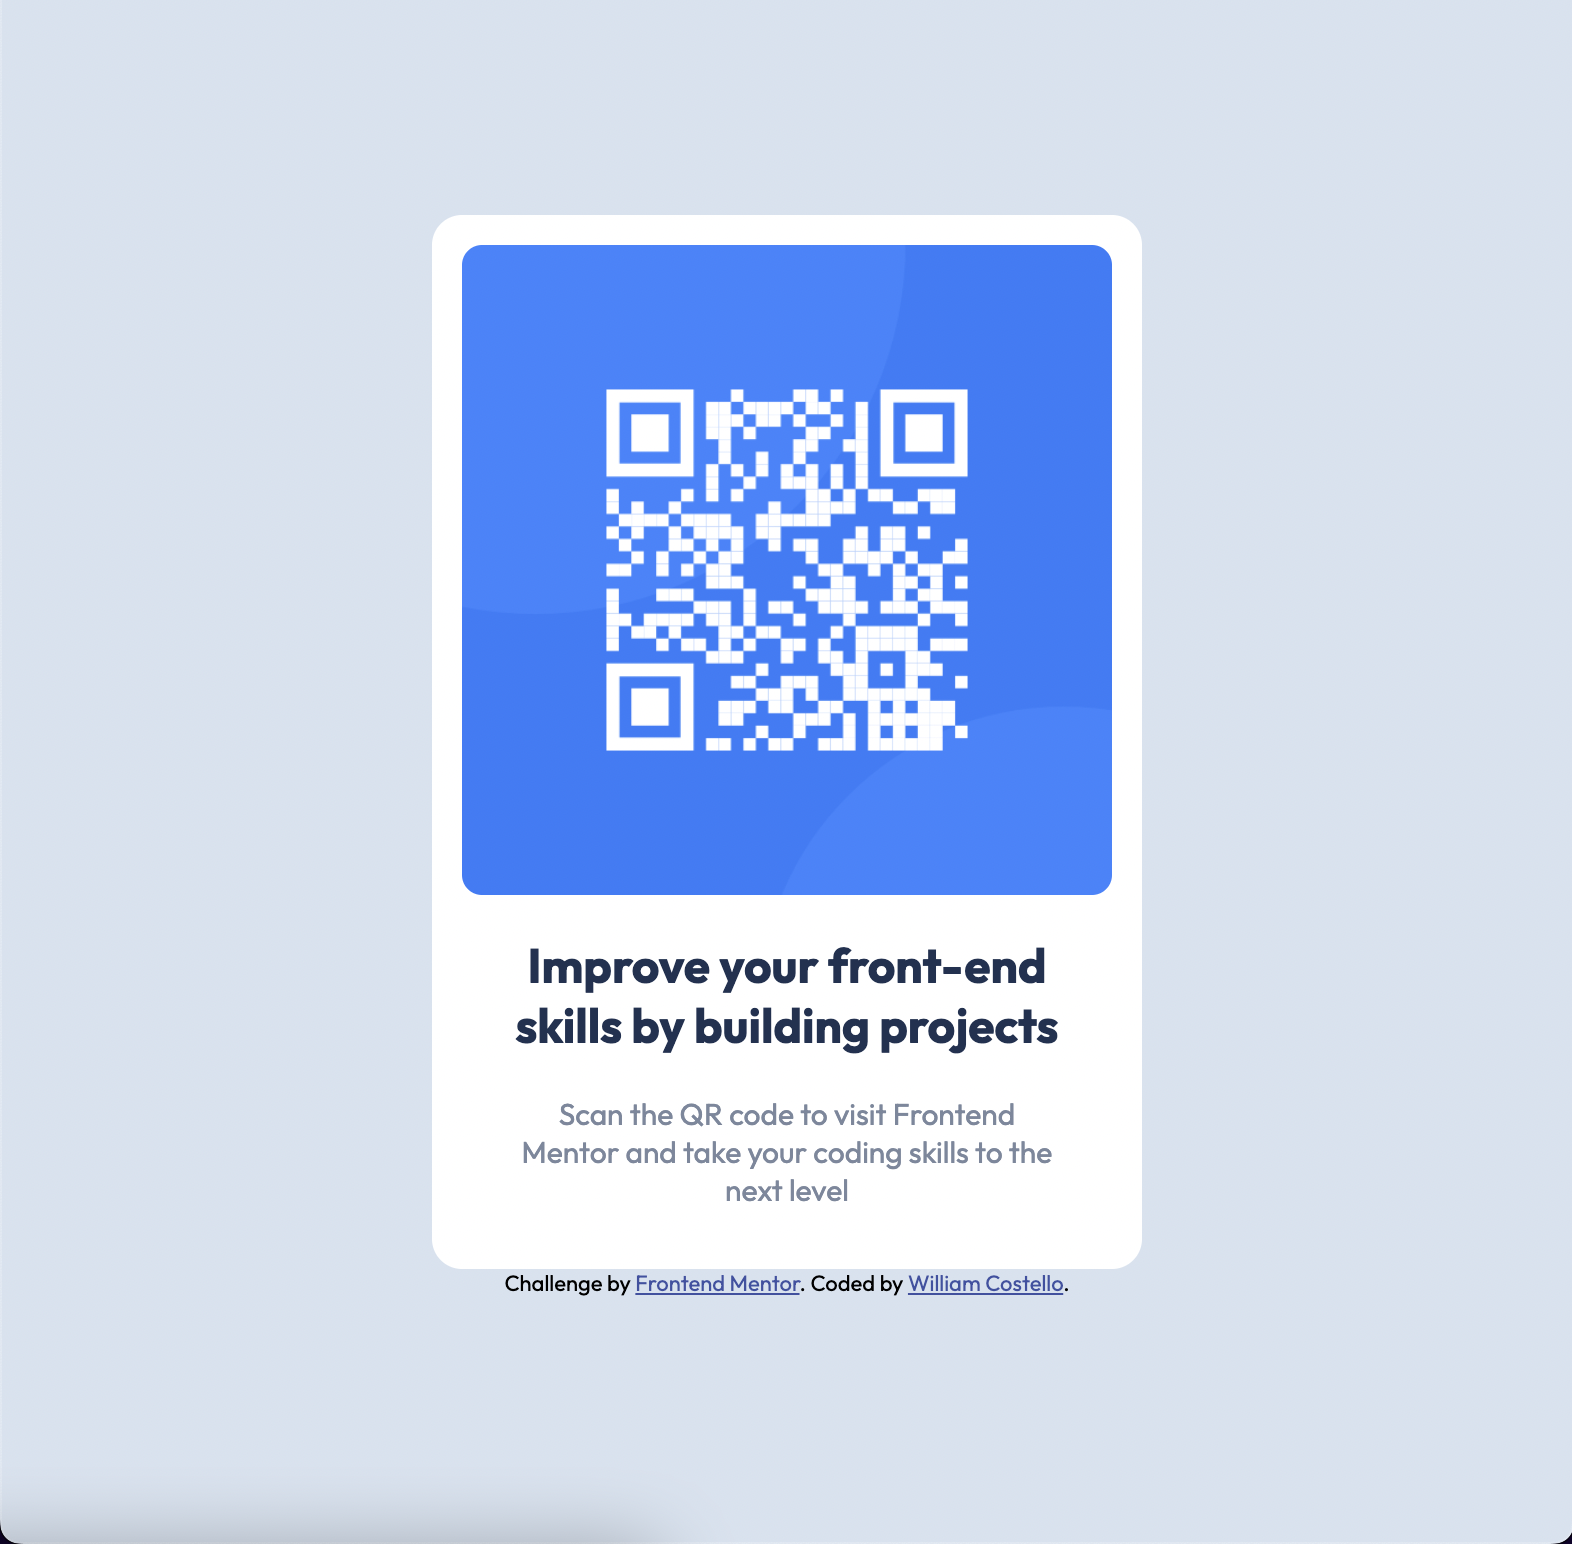 Improve your front-end
skills by building projects
Scan the QR code to visit Frontend
Mentor and take your coding skills to the
next level
Challenge by Frontend Mentor. Coded by William Costello.